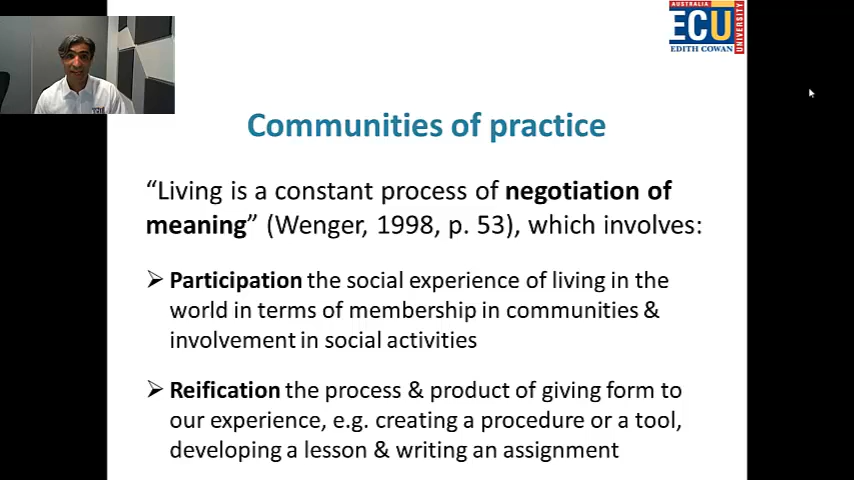 AUSTRALIA
ECU
EDITH COWAN
UNIVERSITY
Communities of practice
“Living is a constant process of negotiation of
meaning” (Wenger, 1998, p. 53), which involves:
➢ Participation the social experience of living in the
world in terms of membership in communities &
involvement in social activities
➢ Reification the process & product of giving form to
our experience, e.g. creating a procedure or a tool,
developing a lesson & writing an assignment